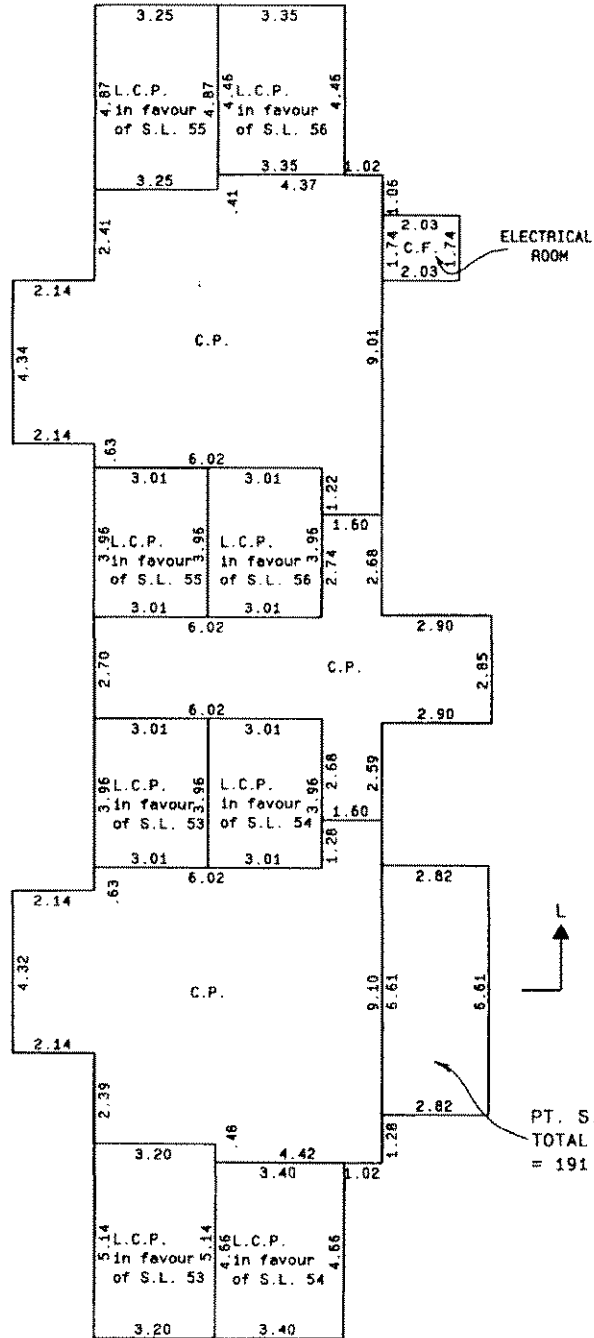 3.25 3.35
4.87 L.C.P. in favour of S.L. 55 4.87 4.46 L.C.P. in favour of S.L. 56 4.46
3.25 3.35 1.02
.41 4.37
1.06
2.41
2.03
1.74 C.F. 1.74
2.03
ELECTRICAL
ROOM
2.14
C.P.
4.34
9.01
2.14
.63
6.02
3.01 3.01
1.22
1.60
3.96 L.C.P. in favour of S.L. 55 3.96 L.C.P. in favour of S.L. 56 3.96
2.74 2.68
3.01 3.01
6.02
2.90
2.70
C.P.
2.85
6.02
2.90
3.01 3.01
2.68 2.59
3.96 L.C.P. in favour of S.L. 53 3.96 L.C.P. in favour of S.L. 54 3.96
1.60
1.28
3.01 3.01
6.02
2.82
2.14
.63
L
4.32
C.P.
9.10 6.61 6.61
2.14
2.39
2.82
PT. S
TOTAL
= 191
.46
1.28
3.20 4.42
3.40 1.02
5.14 L.C.P. in favour of S.L. 53 5.14 4.66 L.C.P. in favour of S.L. 54 4.66
3.20 3.40